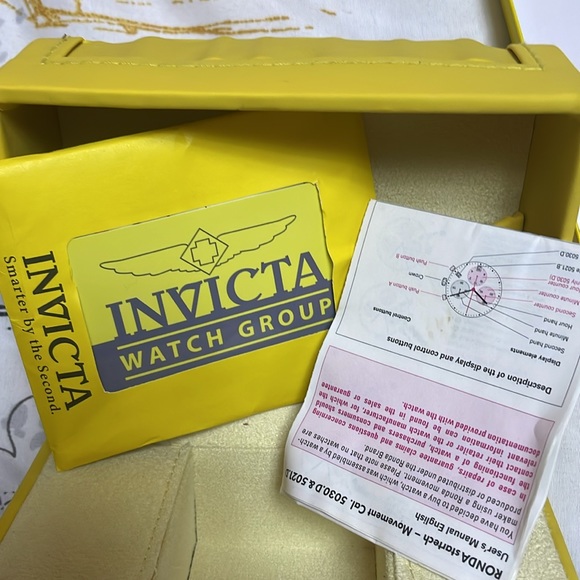 INVICTA
Smarter by the Second.
INVICTA
WATCH GROUP
RONDA startech – Movement Cal. 5030.D & 5021.D
User's Manual English
You have decided to buy a watch, which was assembled by a watch-
maker using a Ronda movement. Please note that no watches are
produced or distributed under the Ronda Brand.
In case of repairs, guarantee claims and questions concerning
the functioning of a watch, purchasers and consumers should
contact the retailer or the watch manufacturer, for which the
relevant information can be found in the sales or guarantee
documentation provided with the watch.
Description of the display and control buttons
Display elements
Control buttons
Second hand
Minute hand
Hour hand
Second counter
Minute counter
Push button A
Crown
Push button B
5021.B
5030.D